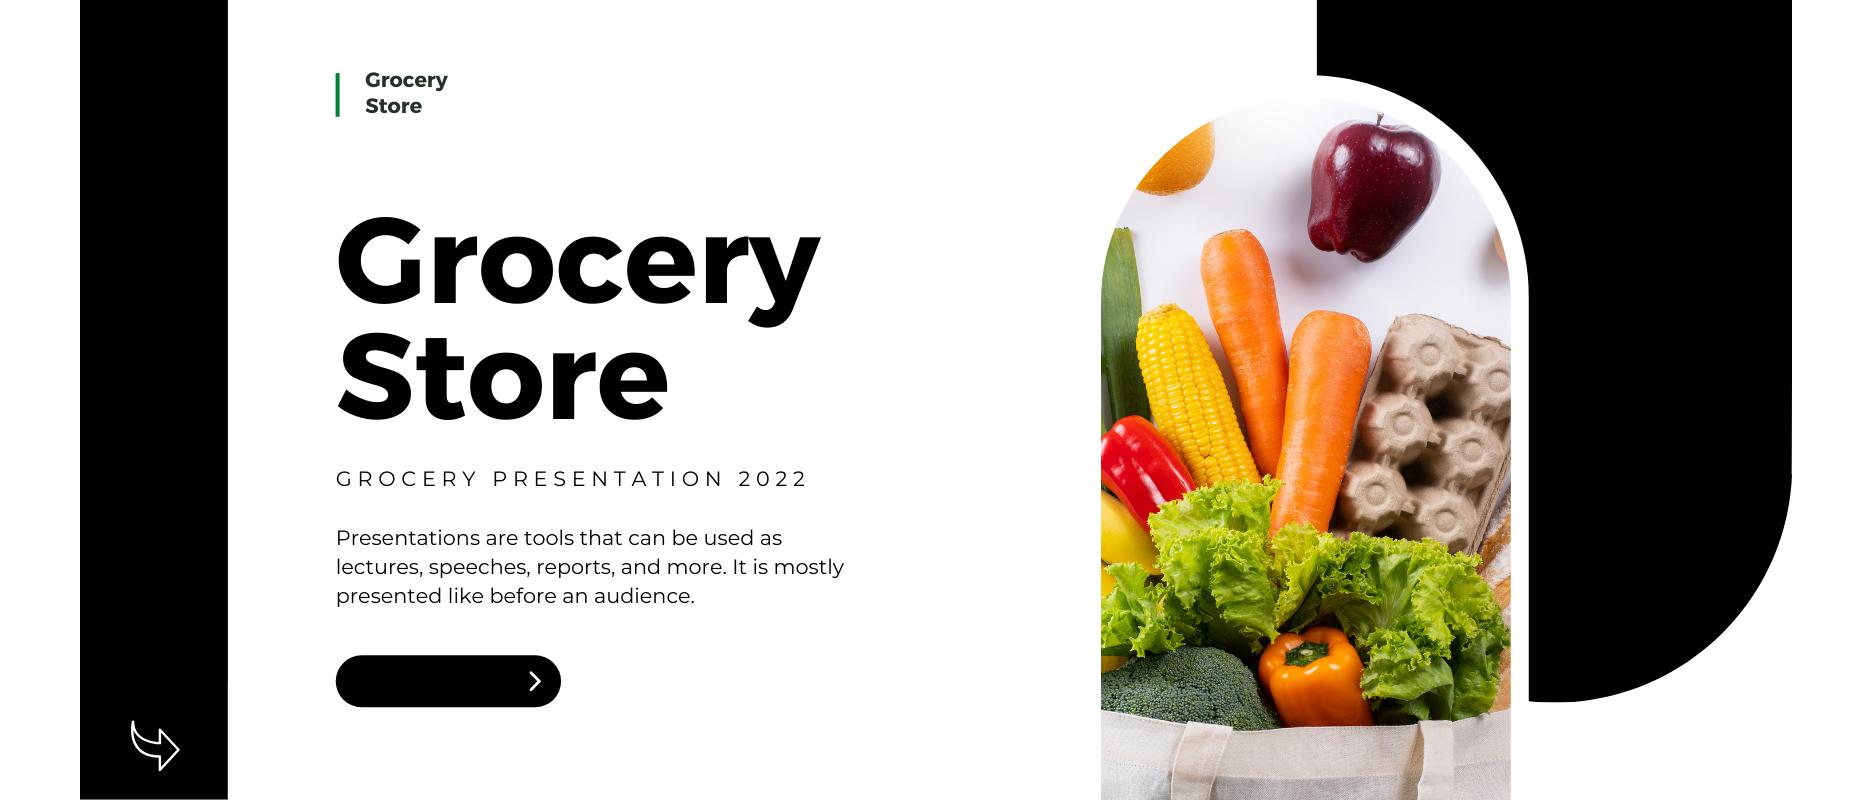 Grocery
Store
Grocery
Store
GROCERY PRESENTATION 2022
Presentations are tools that can be used as
lectures, speeches, reports, and more. It is mostly
presented like before an audience.